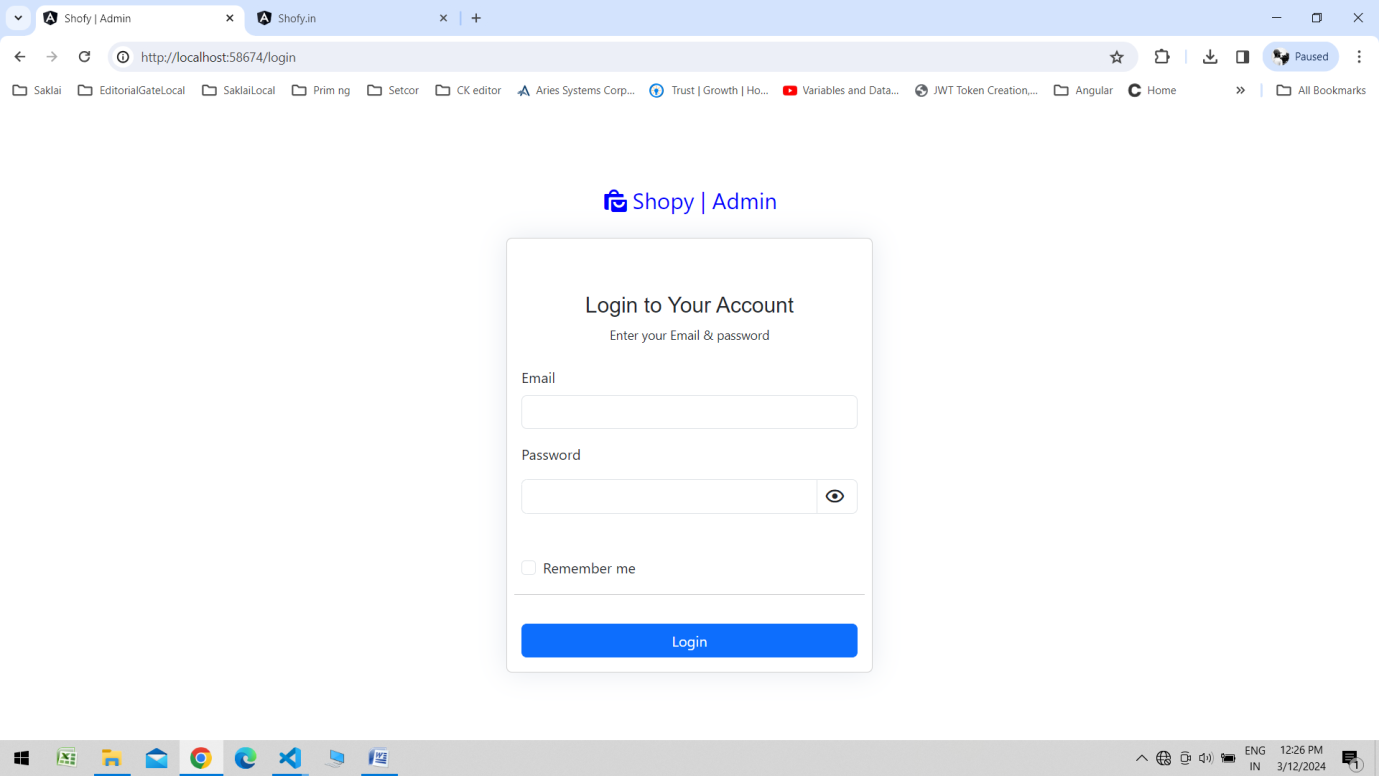 Shofy | Admin
Shofy.in
http://localhost:58674/login
Paused
Saklai
EditorialGateLocal
SaklaiLocal
Prim ng
Setcor
CK editor
Aries Systems Corp...
Trust | Growth | Ho...
Variables and Data...
JWT Token Creation,...
Angular
Home
All Bookmarks
Shopy | Admin
Login to Your Account
Enter your Email & password
Email
Password
Remember me
Login
ENG
IN
12:26 PM
3/12/2024
1